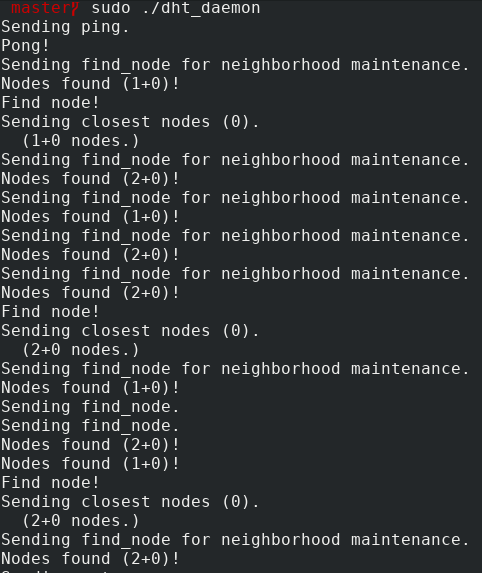 master sudo ./dht_daemon
Sending ping.
Pong!
Sending find_node for neighborhood maintenance.
Nodes found (1+0)!
Find node!
Sending closest nodes (0).
(1+0 nodes.)
Sending find_node for neighborhood maintenance.
Nodes found (2+0)!
Sending find_node for neighborhood maintenance.
Nodes found (1+0)!
Sending find_node for neighborhood maintenance.
Nodes found (2+0)!
Sending find_node for neighborhood maintenance.
Nodes found (2+0)!
Find node!
Sending closest nodes (0).
(2+0 nodes.)
Sending find_node for neighborhood maintenance.
Nodes found (1+0)!
Sending find_node.
Sending find_node.
Nodes found (2+0)!
Nodes found (1+0)!
Find node!
Sending closest nodes (0).
(2+0 nodes.)
Sending find_node for neighborhood maintenance.
Nodes found (2+0)!